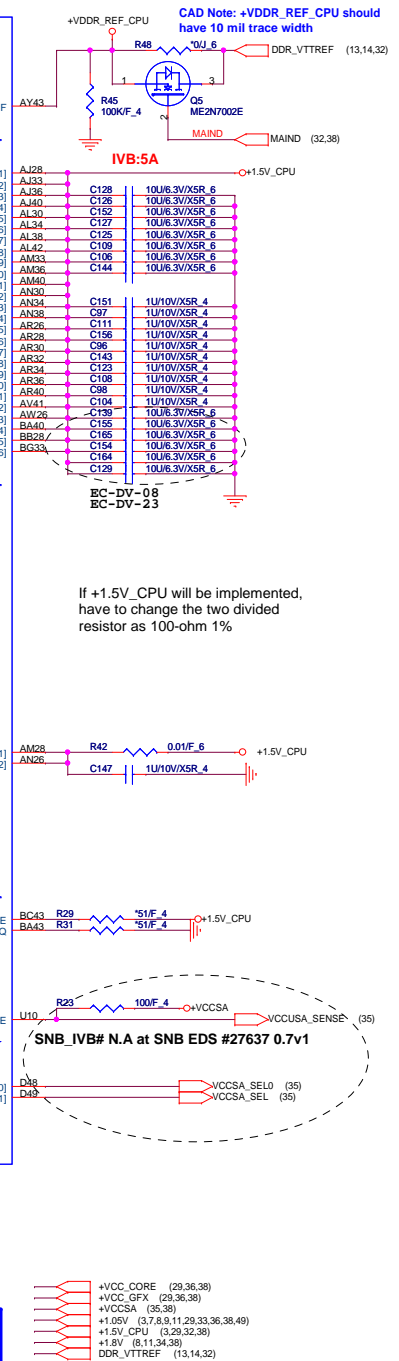 CAD Note: +VDDR_REF_CPU should
have 10 mil trace width
+VDDR_REF_CPU
R48 *0/J_6
DDR_VTTREF (13,14,32)
1 3
AY43
R45
100K/F_4
Q5
ME2N7002E
2
MAIND MAIND (32,38)
IVB:5A
AJ28 +1.5V_CPU
AJ33
AJ36
AJ40
AL30
AL34
AL38
AL42
AM33
AM36
AM40
AN30
AN34
AN38
AR26
AR28
AR30
AR32
AR34
AR36
AR40
AV41
AW26
BA40
BB28
BG33
C128 10U/6.3V/X5R_6
C126 10U/6.3V/X5R_6
C152 10U/6.3V/X5R_6
C127 10U/6.3V/X5R_6
C125 10U/6.3V/X5R_6
C109 10U/6.3V/X5R_6
C106 10U/6.3V/X5R_6
C144 10U/6.3V/X5R_6
C151 1U/10V/X5R_4
C97 1U/10V/X5R_4
C111 1U/10V/X5R_4
C156 1U/10V/X5R_4
C96 1U/10V/X5R_4
C143 1U/10V/X5R_4
C123 1U/10V/X5R_4
C108 1U/10V/X5R_4
C98 1U/10V/X5R_4
C104 1U/10V/X5R_4
C139 10U/6.3V/X5R_6
C155 10U/6.3V/X5R_6
C165 10U/6.3V/X5R_6
C154 10U/6.3V/X5R_6
C164 10U/6.3V/X5R_6
C129 10U/6.3V/X5R_6
EC-DV-08
EC-DV-23
If +1.5V_CPU will be implemented,
have to change the two divided
resistor as 100-ohm 1%
AM28 R42 0.01/F_6 +1.5V_CPU
AN26
C147 1U/10V/X5R_4
BC43 R29 *51/F_4 +1.5V_CPU
BA43 R31 *51/F_4
R23 100/F_4 +VCCSA
U10 VCCUSA_SENSE (35)
SNB_IVB# N.A at SNB EDS #27637 0.7v1
D48 VCCSA_SEL0 (35)
D49 VCCSA_SEL (35)
+VCC_CORE (29,36,38)
+VCC_GFX (29,36,38)
+VCCSA (35,38)
+1.05V (3,7,8,9,11,29,33,36,38,49)
+1.5V_CPU (3,29,32,38)
+1.8V (8,11,34,38)
DDR_VTTREF (13,14,32)